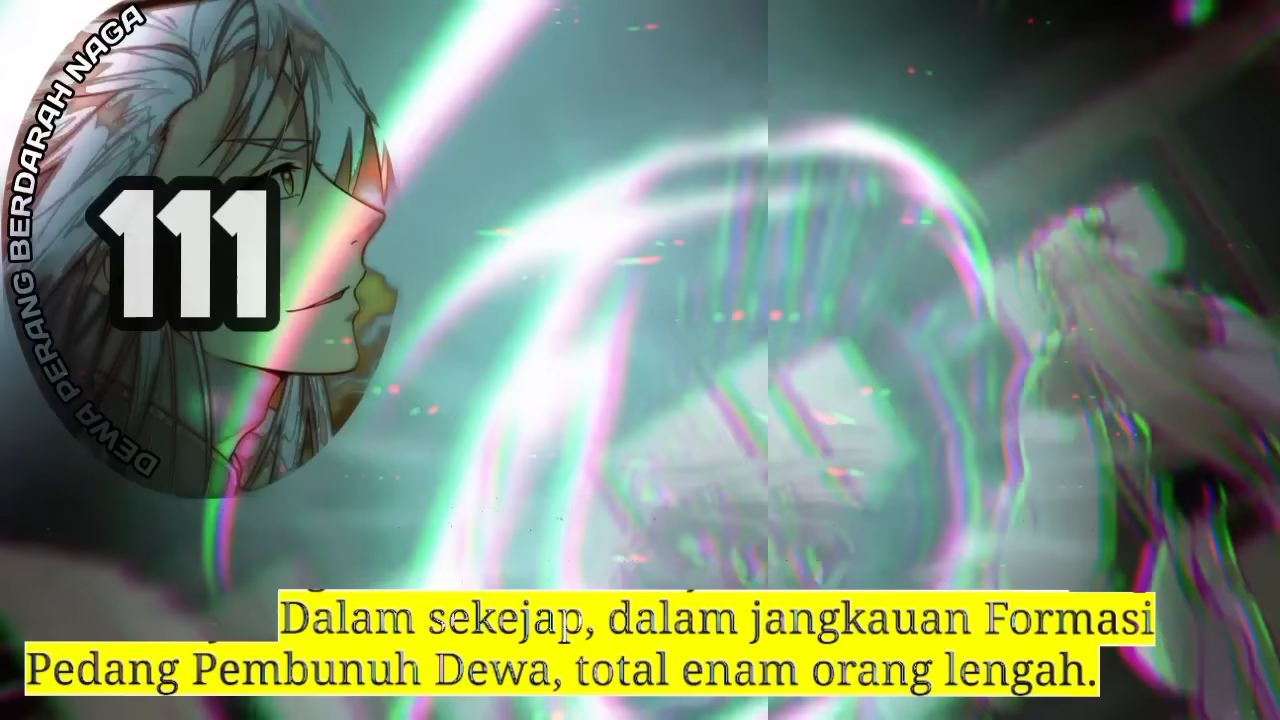 DEWA PERANG BERDARAH NAGA
111
Dalam sekejap, dalam jangkauan Formasi
Pedang Pembunuh Dewa, total enam orang lengah.